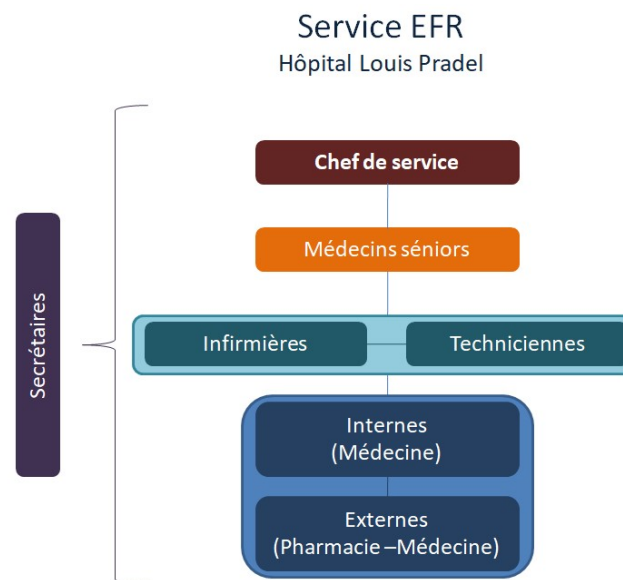 Service EFR
Hôpital Louis Pradel
Chef de service
Médecins séniors
Secrétaires
Infirmières
Techniciennes
Internes
(Médecine)
Externes
(Pharmacie –Médecine)